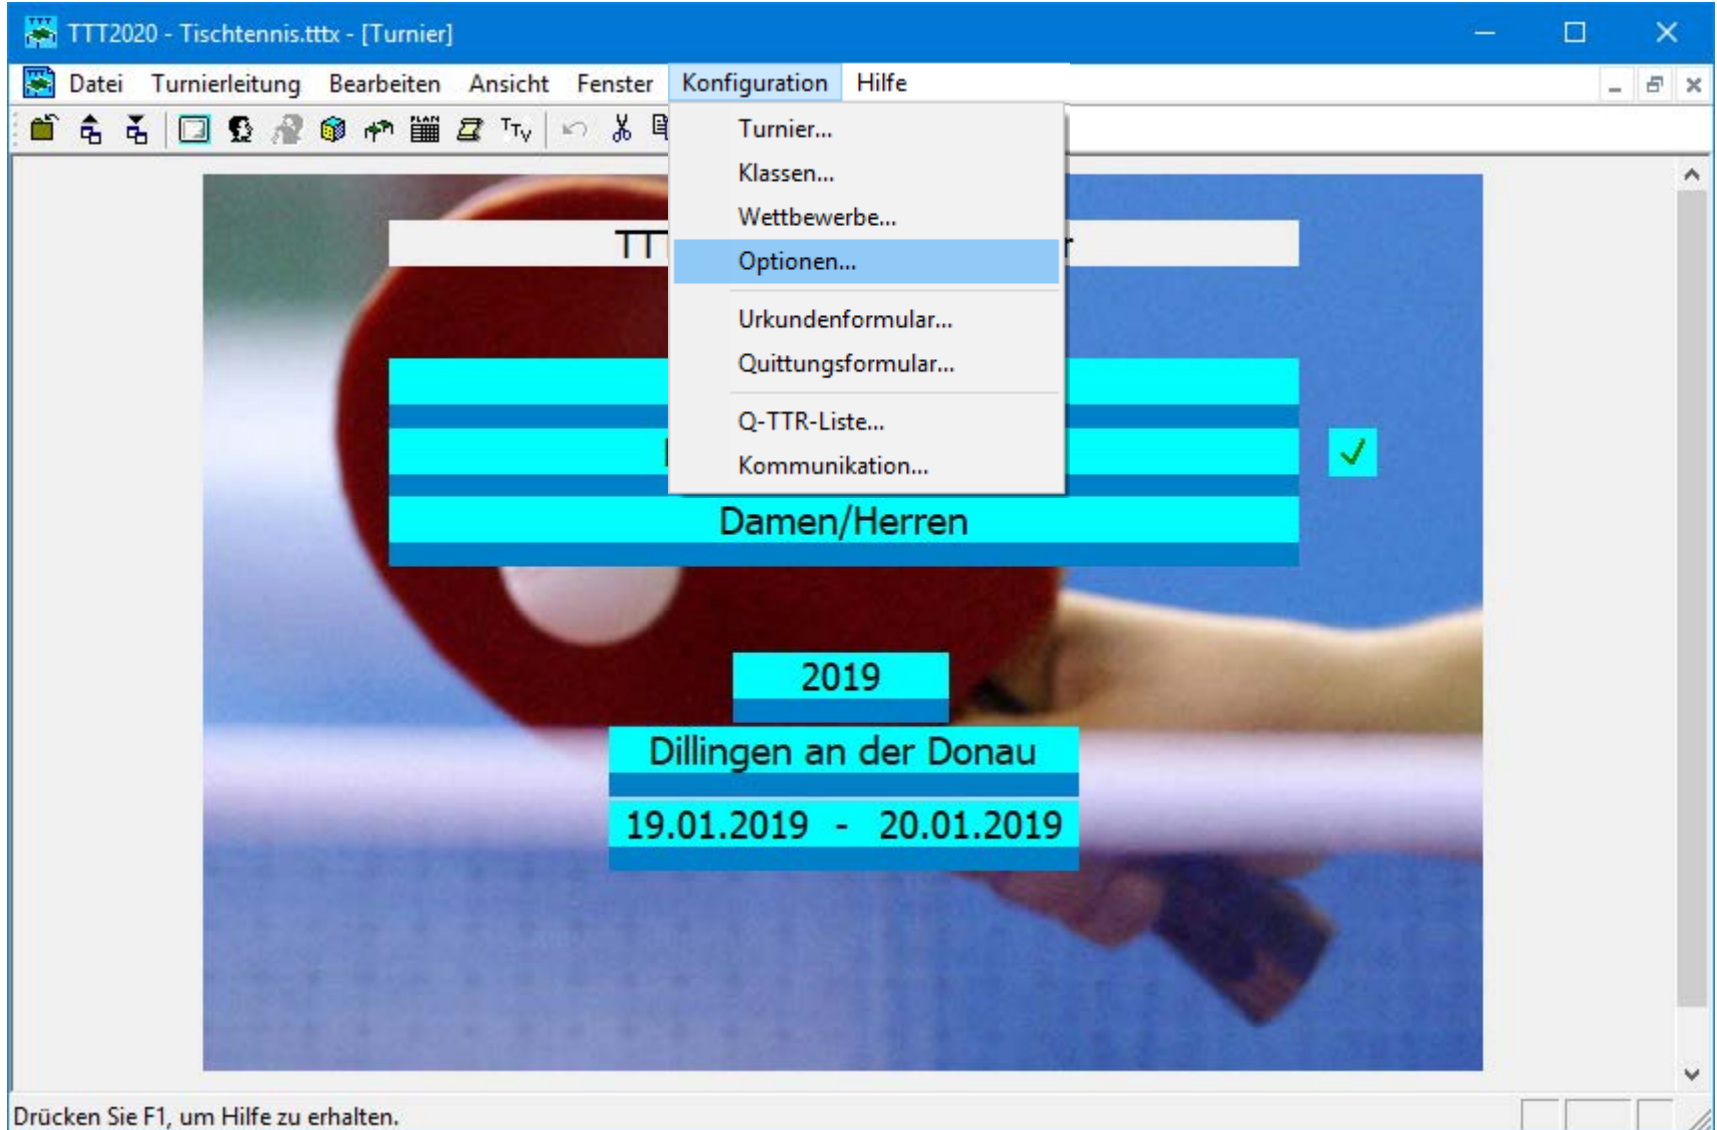 TTT2020 - Tischtennis.tttx - [Turnier]
Datei Turnierleitung Bearbeiten Ansicht Fenster Konfiguration Hilfe
PLAN TTV
Turnier...
Klassen...
Wettbewerbe...
Optionen...
Urkundenformular...
Quittungsformular...
Q-TTR-Liste...
Kommunikation...
Damen/Herren
2019
Dillingen an der Donau
19.01.2019 - 20.01.2019
Drücken Sie F1, um Hilfe zu erhalten.